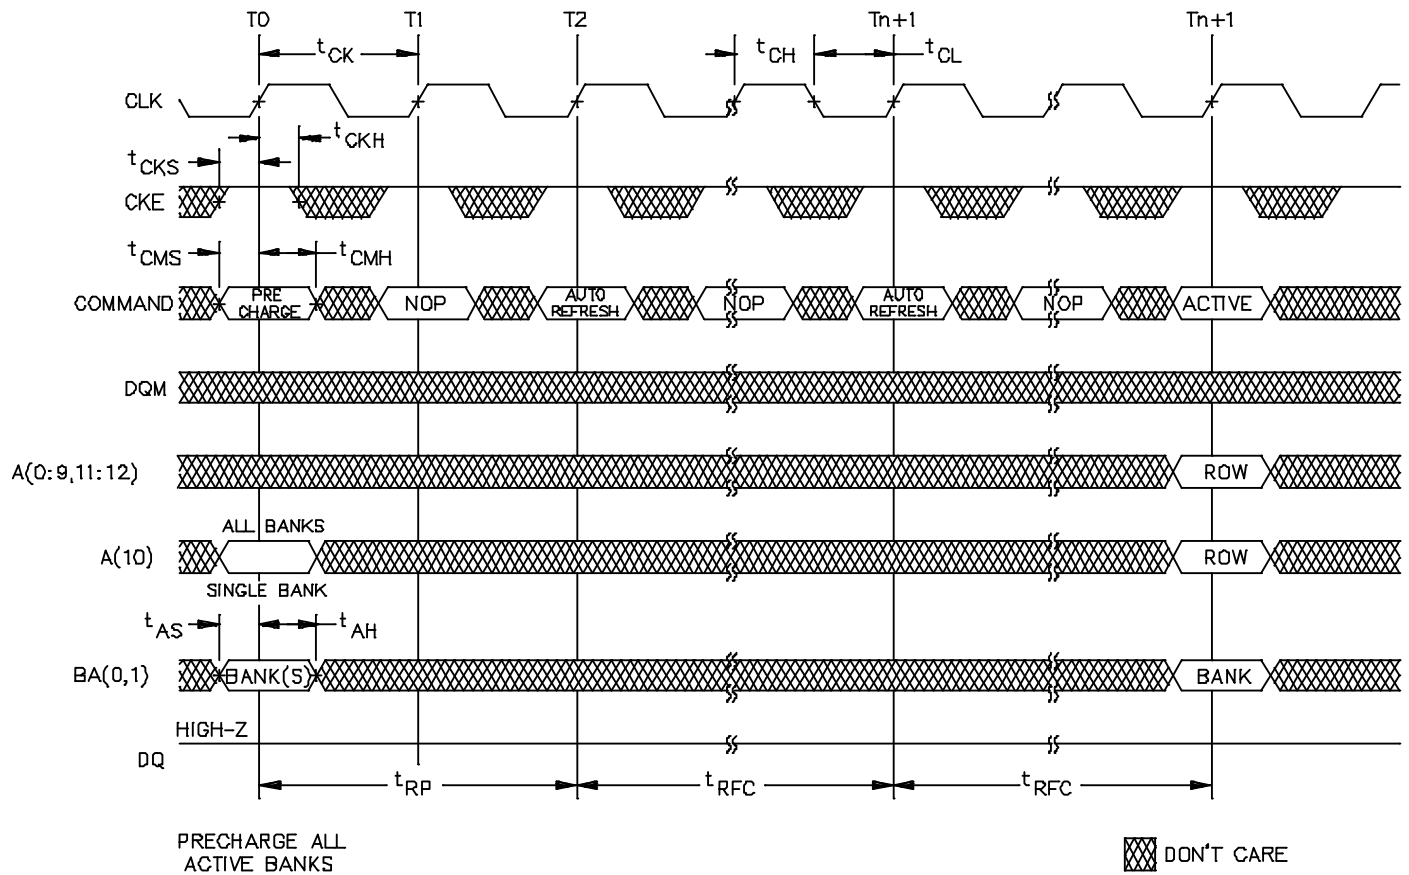 T0 T1 T2 Tn+1 Tn+1
tCK tCH tCL
CLK
tCKH
tCKS
CKE
tCMS tCMH
COMMAND PRE CHARGE NOP AUTO REFRESH NOP AUTO REFRESH NOP ACTIVE
DQM
A(0:9,11:12) ROW
ALL BANKS
A(10) ROW
SINGLE BANK
tAS tAH
BA(0,1) BANK(S) BANK
HIGH-Z
DQ
tRP tRFC tRFC
PRECHARGE ALL
ACTIVE BANKS
DON'T CARE